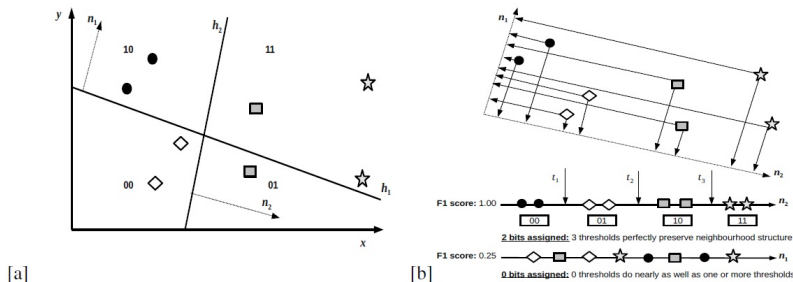 y
n₁
h₂
10
11
00
01
n₂
h₁
x
[a]
n₁
n₂
t₁
t₂
t₃
F1 score: 1.00
n₂
00
01
10
11
2 bits assigned: 3 thresholds perfectly preserve neighbourhood structure
F1 score: 0.25
n₁
0 bits assigned: 0 thresholds do nearly as well as one or more thresholds
[b]